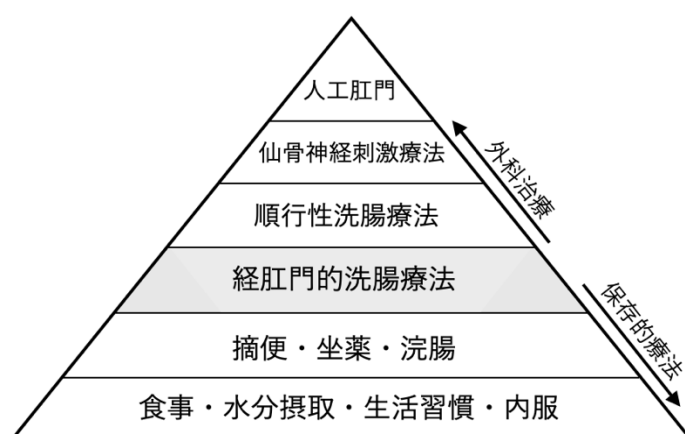 人工肛門
仙骨神経刺激療法
順行性洗腸療法
経肛門的洗腸療法
摘便・坐薬・浣腸
食事・水分摂取・生活習慣・内服
外科治療
保存的療法